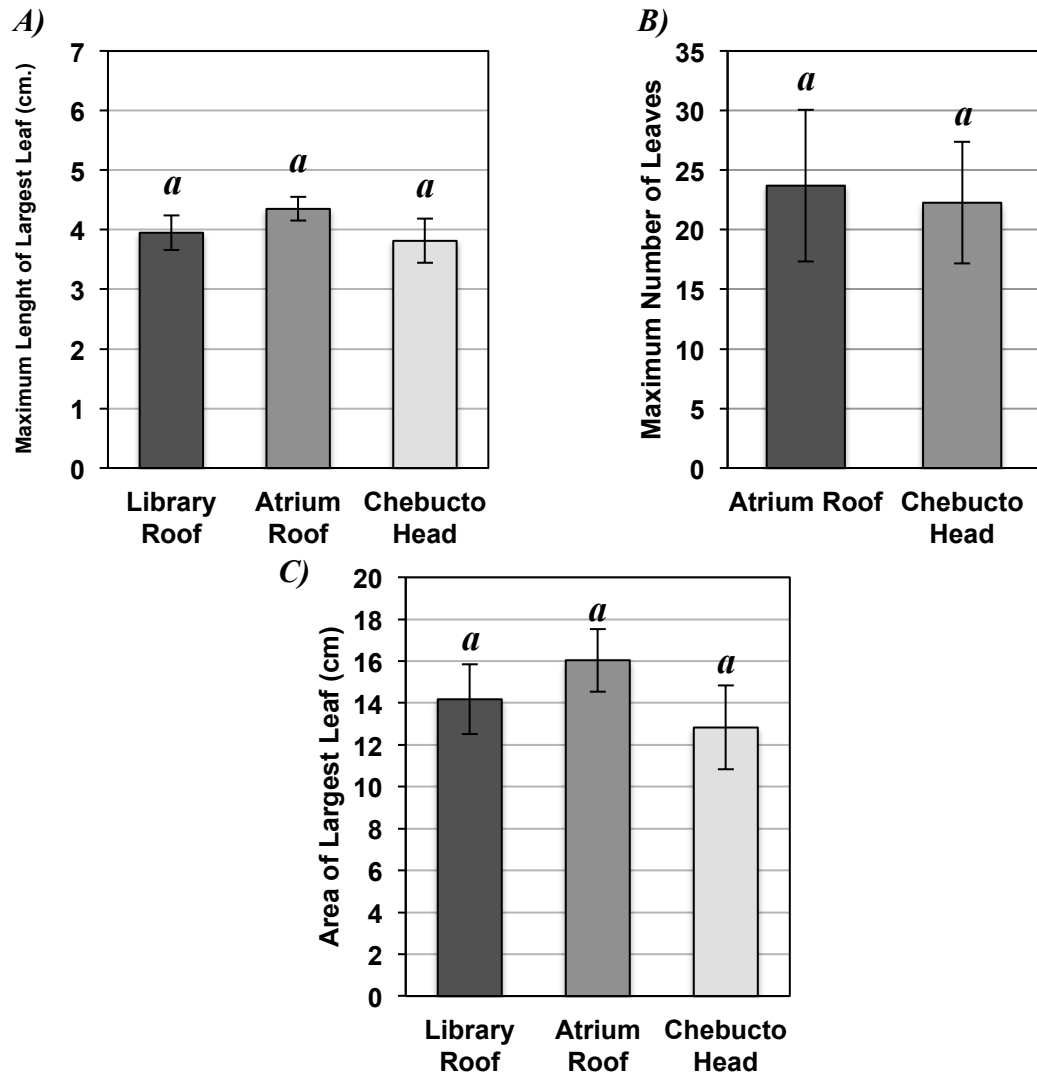 A)
Maximum Lenght of Largest Leaf (cm.)
7
6
5
4
3
2
1
0
a
a
a
Library Roof
Atrium Roof
Chebucto Head
B)
Maximum Number of Leaves
35
30
25
20
15
10
5
0
a
a
Atrium Roof
Chebucto Head
C)
Area of Largest Leaf (cm)
20
18
16
14
12
10
8
6
4
2
0
a
a
a
Library Roof
Atrium Roof
Chebucto Head